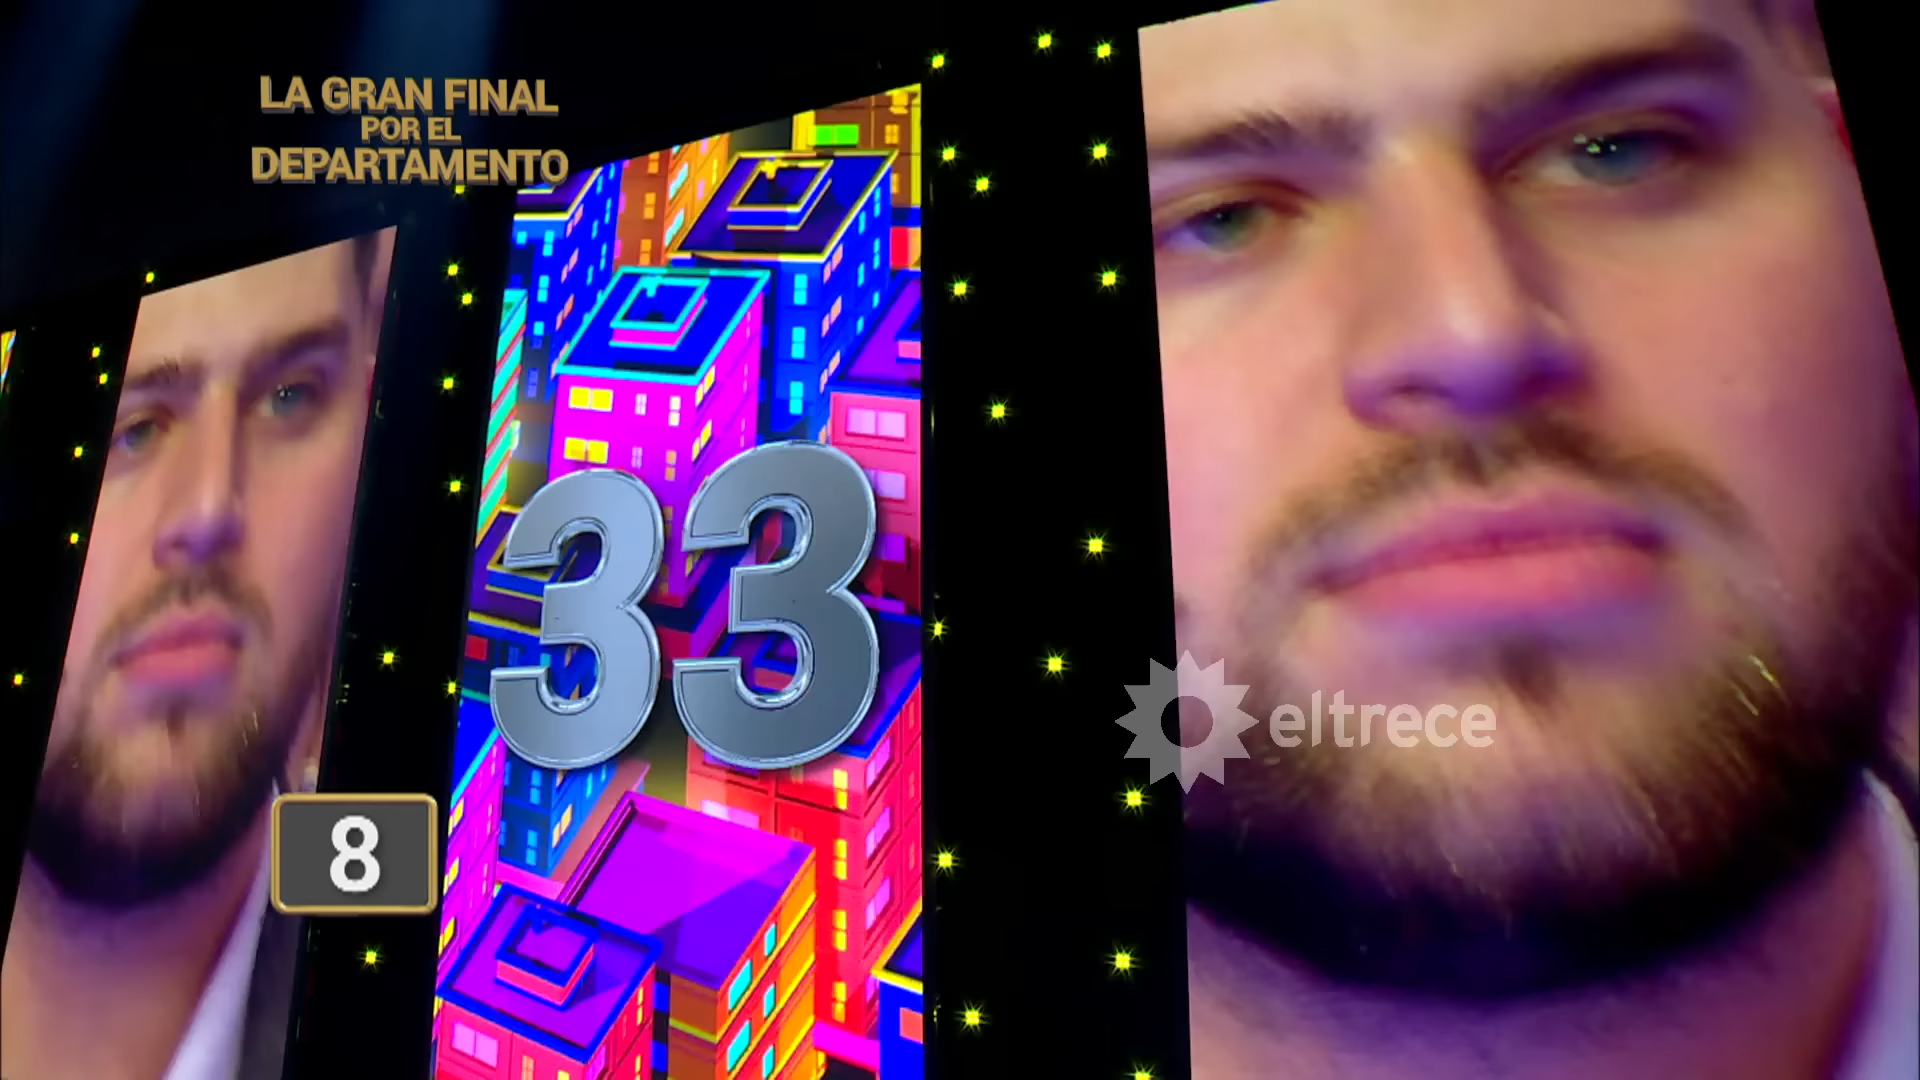 LA GRAN FINAL
POR EL
DEPARTAMENTO
33
eltrece
8